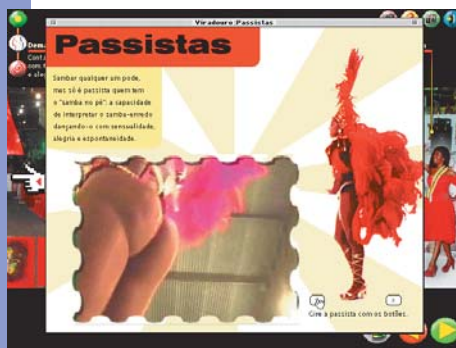 Viradouro:Passistas
Passistas
Sambar qualquer um pode,
mas só é passista quem tem
o "samba no pé": a capacidade
de interpretar o samba-enredo
dançando-o com sensualidade,
alegria e espontaneidade.
Gire a passista com os botões.